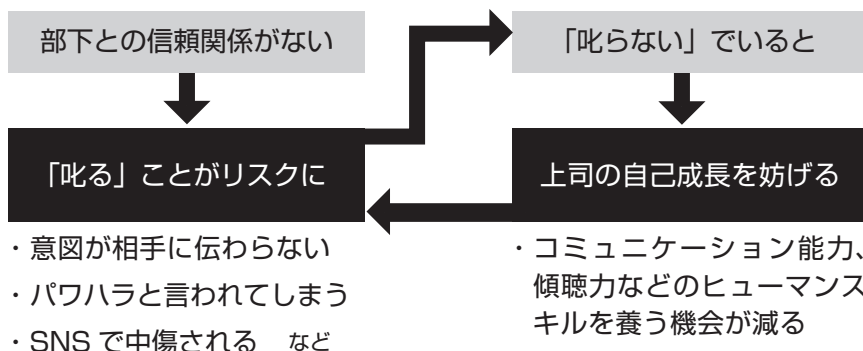 部下との信頼関係がない
「叱る」ことがリスクに
・意図が相手に伝わらない
・パワハラと言われてしまう
・SNSで中傷される　など
「叱らない」でいると
上司の自己成長を妨げる
・コミュニケーション能力、
傾聴力などのヒューマンス
キルを養う機会が減る